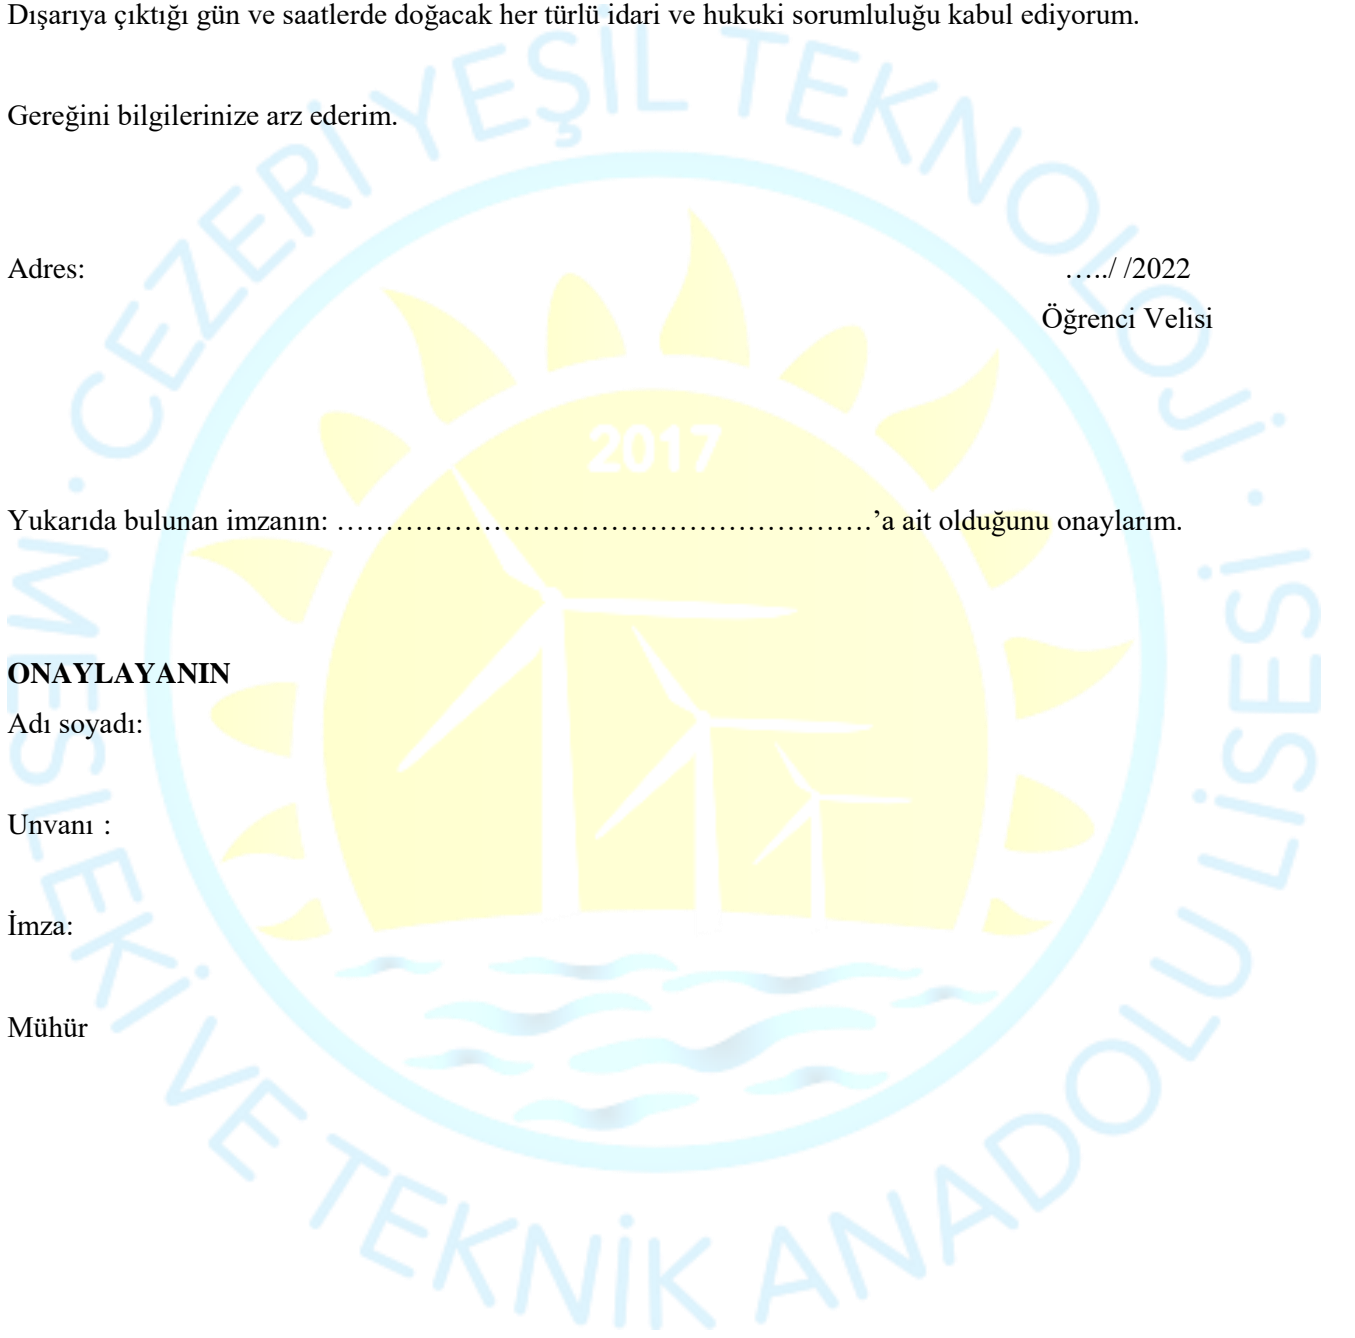 Dışarıya çıktığı gün ve saatlerde doğacak her türlü idari ve hukuki sorumluluğu kabul ediyorum.
Gereğini bilgilerinize arz ederim.
Adres: …../ /2022
Öğrenci Velisi
Yukarıda bulunan imzanın: ……………………………………………….’a ait olduğunu onaylarım.
ONAYLAYANIN
Adı soyadı:
Unvanı :
İmza:
Mühür
· CEZERİ YEŞİL TEKNOLOJİ ·
MESLEKİ VE TEKNİK ANADOLU LİSESİ
2017